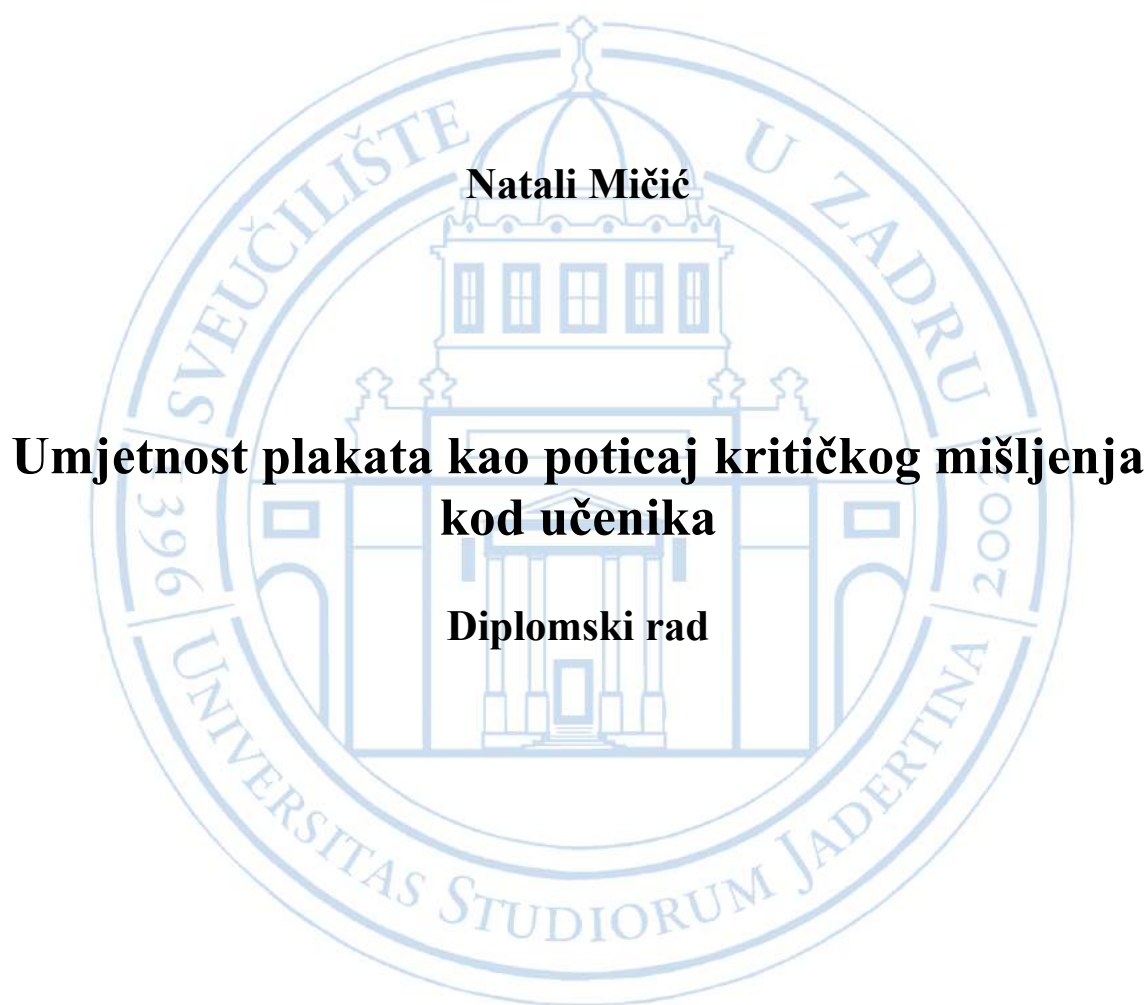 Natali Mičić
Umjetnost plakata kao poticaj kritičkog mišljenja
kod učenika
Diplomski rad
SVEUČILIŠTE U ZADRU
1396
2002
UNIVERSITAS STUDIORUM JADERTINA